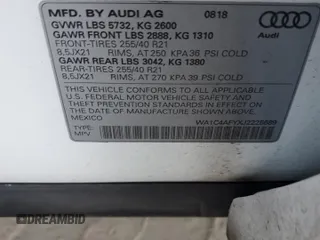 MFD. BY AUDI AG 0818
GVWR LBS 5732, KG 2600
GAWR FRONT LBS 2888, KG 1310
FRONT-TIRES 255/40 R21
8,5JX21 RIMS, AT 250 KPA 36 PSI COLD
GAWR REAR LBS 3042, KG 1380
REAR-TIRES 255/40 R21
8,5JX21 RIMS, AT 270 KPA 39 PSI COLD
Audi
THIS VEHICLE CONFORMS TO ALL APPLICABLE
FEDERAL MOTOR VEHICLE SAFETY STANDARDS
IN EFFECT ON THE DATE OF MANUFACTURE
SHOWN ABOVE.
TYPE:
MPV
MEXICO
DREAMBID